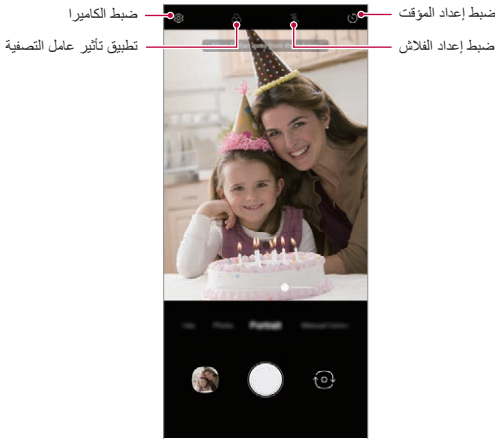 ضبط إعداد المؤقت
ضبط الكاميرا
ضبط إعداد الفلاش
تطبيق تأثير عامل التصفية
Photo
Portrait